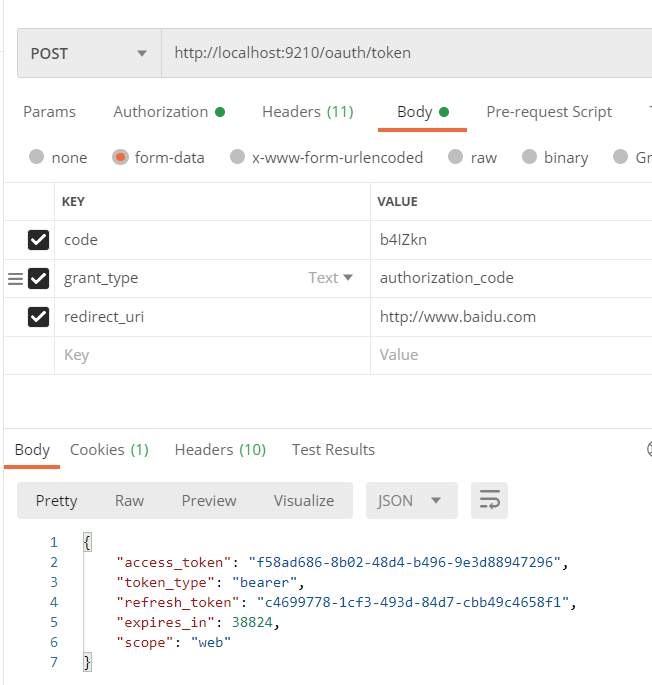 POST http://localhost:9210/oauth/token
Params Authorization Headers (11) Body Pre-request Script
none form-data x-www-form-urlencoded raw binary Gr
KEY VALUE
code b4IZkn
grant_type Text authorization_code
redirect_uri http://www.baidu.com
Key Value
Body Cookies (1) Headers (10) Test Results
Pretty Raw Preview Visualize JSON
1 {
2 "access_token": "f58ad686-8b02-48d4-b496-9e3d88947296",
3 "token_type": "bearer",
4 "refresh_token": "c4699778-1cf3-493d-84d7-cbb49c4658f1",
5 "expires_in": 38824,
6 "scope": "web"
7 }